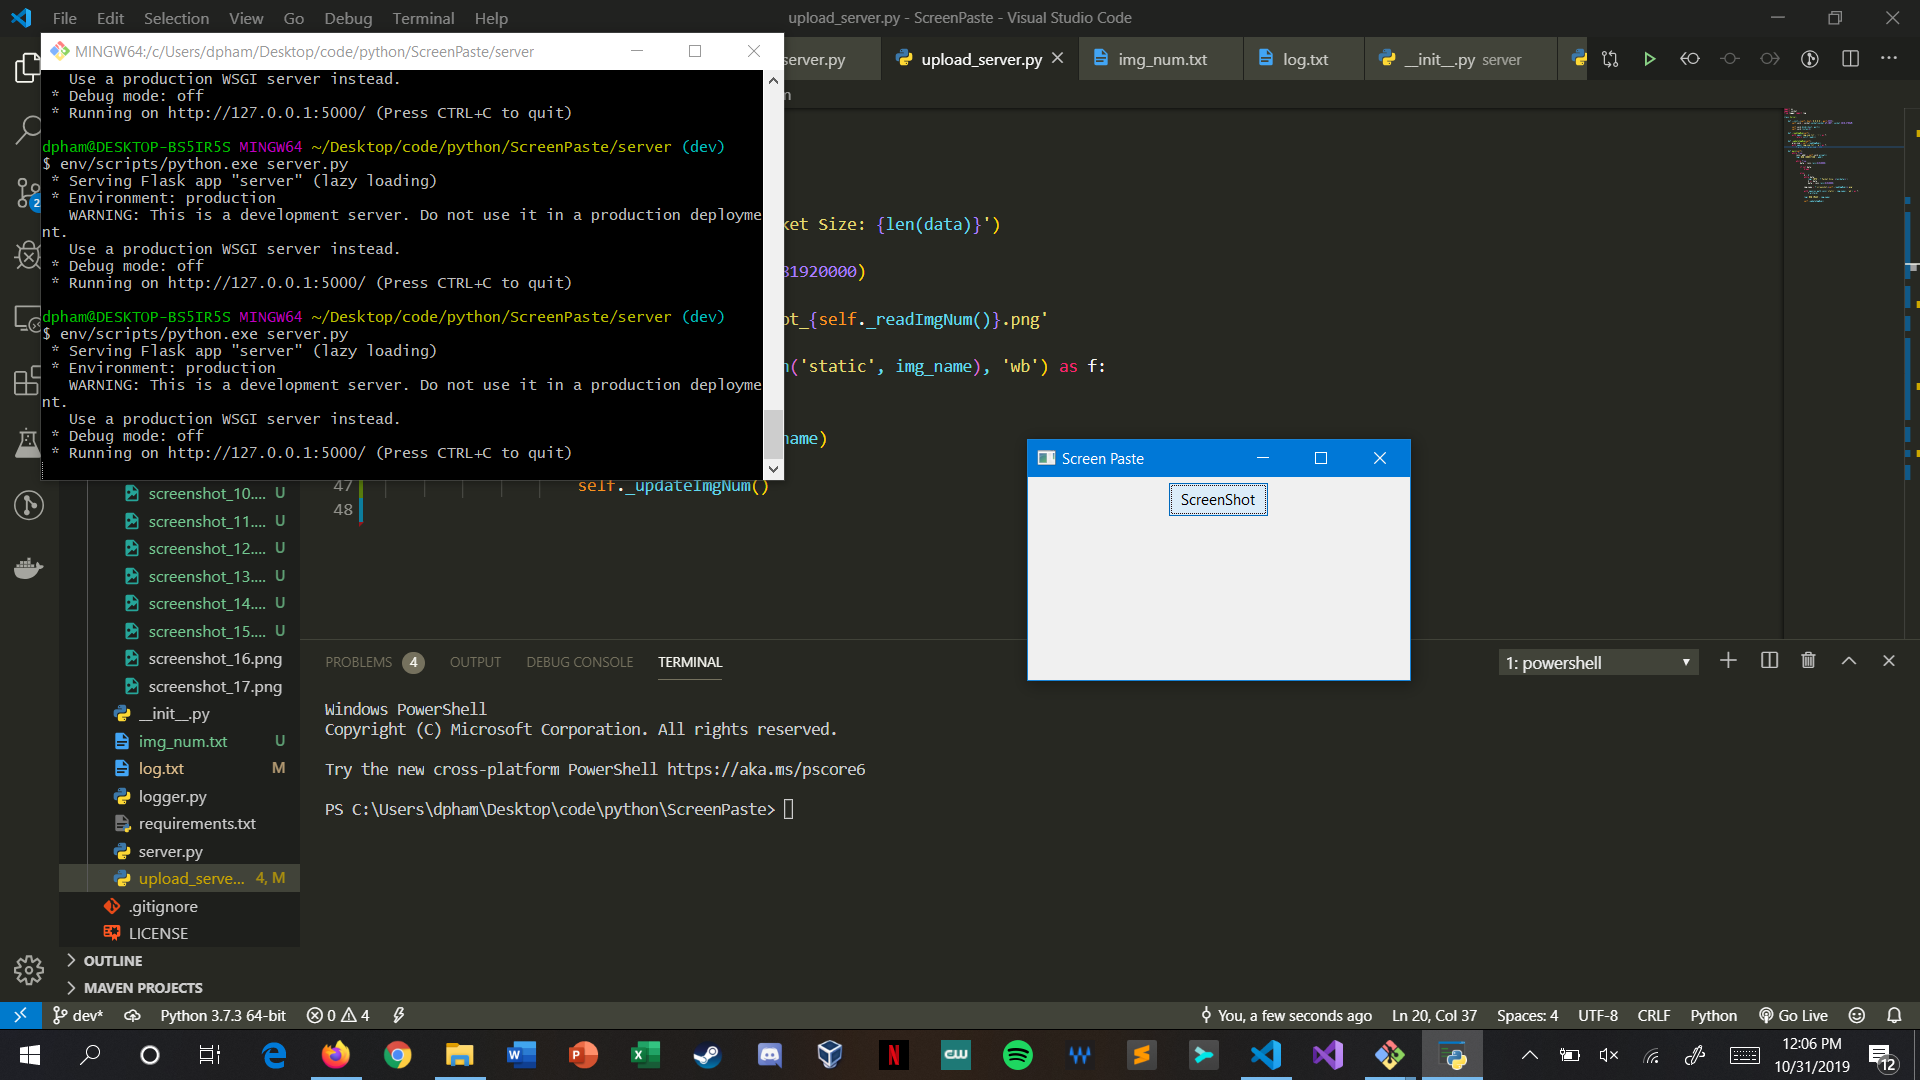 File Edit Selection View Go Debug Terminal Help
upload_server.py - ScreenPaste - Visual Studio Code
MINGW64:/c/Users/dpham/Desktop/code/python/ScreenPaste/server
server.py
upload_server.py
img_num.txt
log.txt
__init__.py server
Use a production WSGI server instead.
* Debug mode: off
* Running on http://127.0.0.1:5000/ (Press CTRL+C to quit)
dpham@DESKTOP-BS5IR5S MINGW64 ~/Desktop/code/python/ScreenPaste/server (dev)
$ env/scripts/python.exe server.py
* Serving Flask app "server" (lazy loading)
* Environment: production
WARNING: This is a development server. Do not use it in a production deployme
nt.
Use a production WSGI server instead.
* Debug mode: off
* Running on http://127.0.0.1:5000/ (Press CTRL+C to quit)
dpham@DESKTOP-BS5IR5S MINGW64 ~/Desktop/code/python/ScreenPaste/server (dev)
$ env/scripts/python.exe server.py
* Serving Flask app "server" (lazy loading)
* Environment: production
WARNING: This is a development server. Do not use it in a production deployme
nt.
Use a production WSGI server instead.
* Debug mode: off
* Running on http://127.0.0.1:5000/ (Press CTRL+C to quit)
ket Size: {len(data)}')
81920000)
ot_{self._readImgNum()}.png'
n('static', img_name), 'wb') as f:
name)
47 self._updateImgNum()
48
Screen Paste
ScreenShot
2
screenshot_10.... U
screenshot_11.... U
screenshot_12.... U
screenshot_13.... U
screenshot_14.... U
screenshot_15.... U
screenshot_16.png
screenshot_17.png
__init__.py
img_num.txt U
log.txt M
logger.py
requirements.txt
server.py
upload_serve... 4, M
.gitignore
LICENSE
OUTLINE
MAVEN PROJECTS
PROBLEMS 4 OUTPUT DEBUG CONSOLE TERMINAL
1: powershell
Windows PowerShell
Copyright (C) Microsoft Corporation. All rights reserved.
Try the new cross-platform PowerShell https://aka.ms/pscore6
PS C:\Users\dpham\Desktop\code\python\ScreenPaste>
dev* Python 3.7.3 64-bit 0 4
You, a few seconds ago Ln 20, Col 37 Spaces: 4 UTF-8 CRLF Python Go Live
12:06 PM
10/31/2019
12